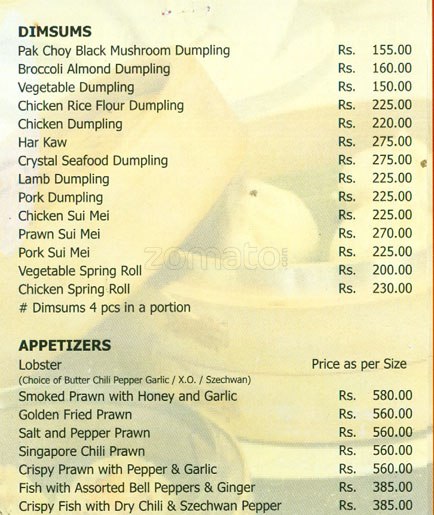 DIMSUMS
Pak Choy Black Mushroom Dumpling Rs. 155.00
Broccoli Almond Dumpling Rs. 160.00
Vegetable Dumpling Rs. 150.00
Chicken Rice Flour Dumpling Rs. 225.00
Chicken Dumpling Rs. 220.00
Har Kaw Rs. 275.00
Crystal Seafood Dumpling Rs. 275.00
Lamb Dumpling Rs. 225.00
Pork Dumpling Rs. 225.00
Chicken Sui Mei Rs. 225.00
Prawn Sui Mei Rs. 270.00
Pork Sui Mei Rs. 225.00
zomato.com
Vegetable Spring Roll Rs. 200.00
Chicken Spring Roll Rs. 230.00
# Dimsums 4 pcs in a portion
APPETIZERS
Lobster Price as per Size
(Choice of Butter Chili Pepper Garlic / X.O. / Szechwan)
Smoked Prawn with Honey and Garlic Rs. 580.00
Golden Fried Prawn Rs. 560.00
Salt and Pepper Prawn Rs. 560.00
Singapore Chili Prawn Rs. 560.00
Crispy Prawn with Pepper & Garlic Rs. 560.00
Fish with Assorted Bell Peppers & Ginger Rs. 385.00
Crispy Fish with Dry Chili & Szechwan Pepper Rs. 385.00